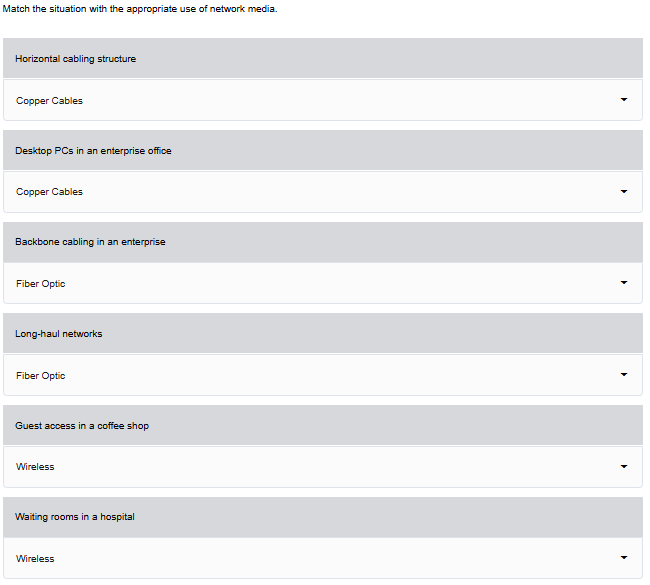 Match the situation with the appropriate use of network media.
Horizontal cabling structure
Copper Cables
Desktop PCs in an enterprise office
Copper Cables
Backbone cabling in an enterprise
Fiber Optic
Long-haul networks
Fiber Optic
Guest access in a coffee shop
Wireless
Waiting rooms in a hospital
Wireless